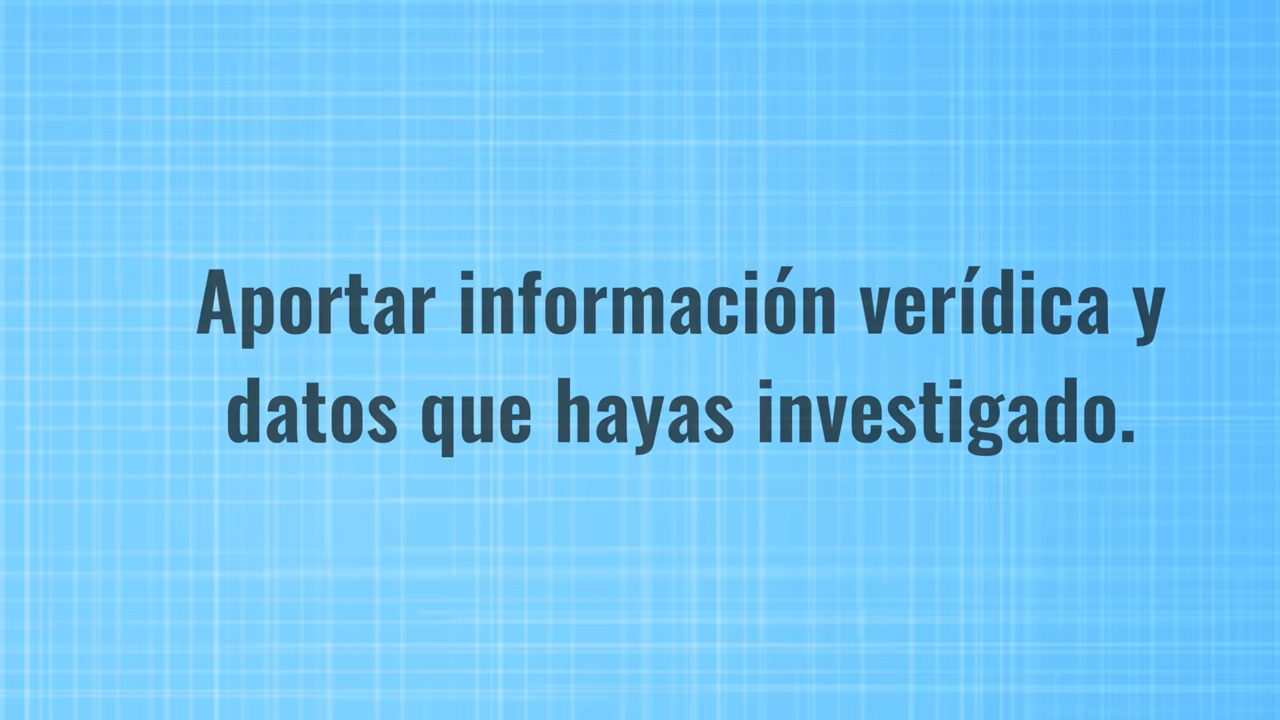 Aportar información verídica y
datos que hayas investigado.